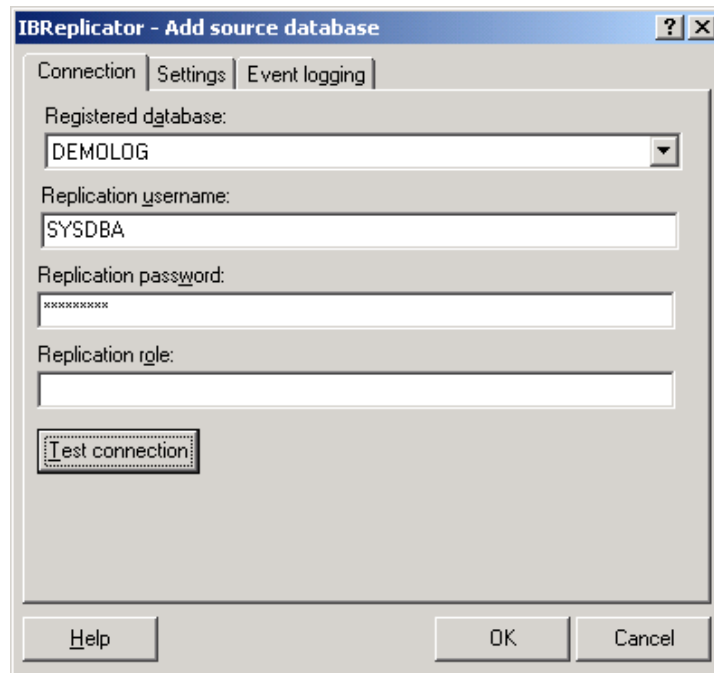 IBReplicator - Add source database
Connection Settings Event logging
Registered database:
DEMOLOG
Replication username:
SYSDBA
Replication password:
*********
Replication role:
Test connection
Help OK Cancel